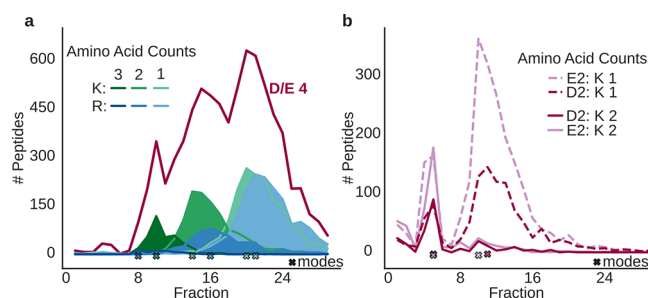 a
Amino Acid Counts
3 2 1
K:
R:
D/E 4
# Peptides
600
450
300
150
0
0 8 16 24
modes
Fraction
b
Amino Acid Counts
E2: K 1
D2: K 1
D2: K 2
E2: K 2
# Peptides
300
200
100
0
0 8 16 24
modes
Fraction